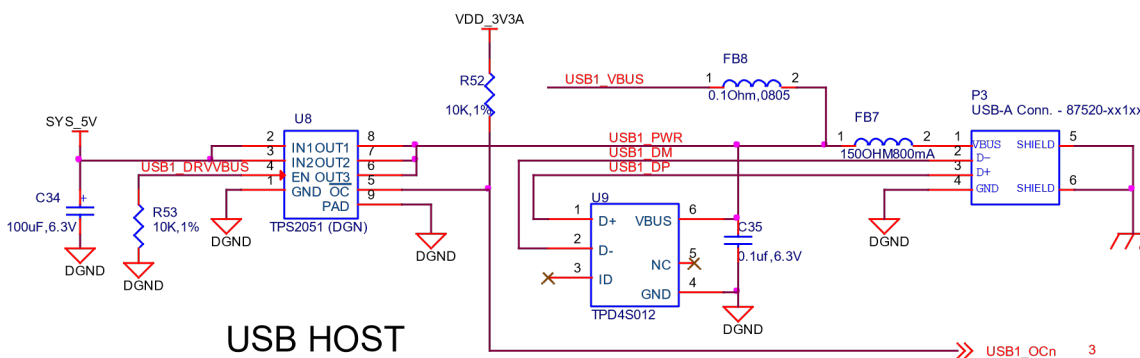 VDD_3V3A
FB8
R52
USB1_VBUS
1
2
0.1Ohm,0805
10K,1%
P3
USB-A Conn. - 87520-xx1xx
SYS_5V
U8
FB7
2
IN1
OUT1
8
USB1_PWR
1
2
1
VBUS
SHIELD
5
3
IN2
OUT2
7
USB1_DM
150OHM800mA
2
D-
USB1_DRVVBUS
4
EN
OUT3
6
USB1_DP
3
D+
1
GND
OC
5
4
GND
SHIELD
6
PAD
9
C34
+
100uF,6.3V
R53
10K,1%
TPS2051 (DGN)
U9
1
D+
VBUS
6
C35
DGND
DGND
DGND
2
D-
0.1uf,6.3V
NC
5
3
ID
DGND
DGND
GND
4
TPD4S012
DGND
USB HOST
USB1_OCn
3